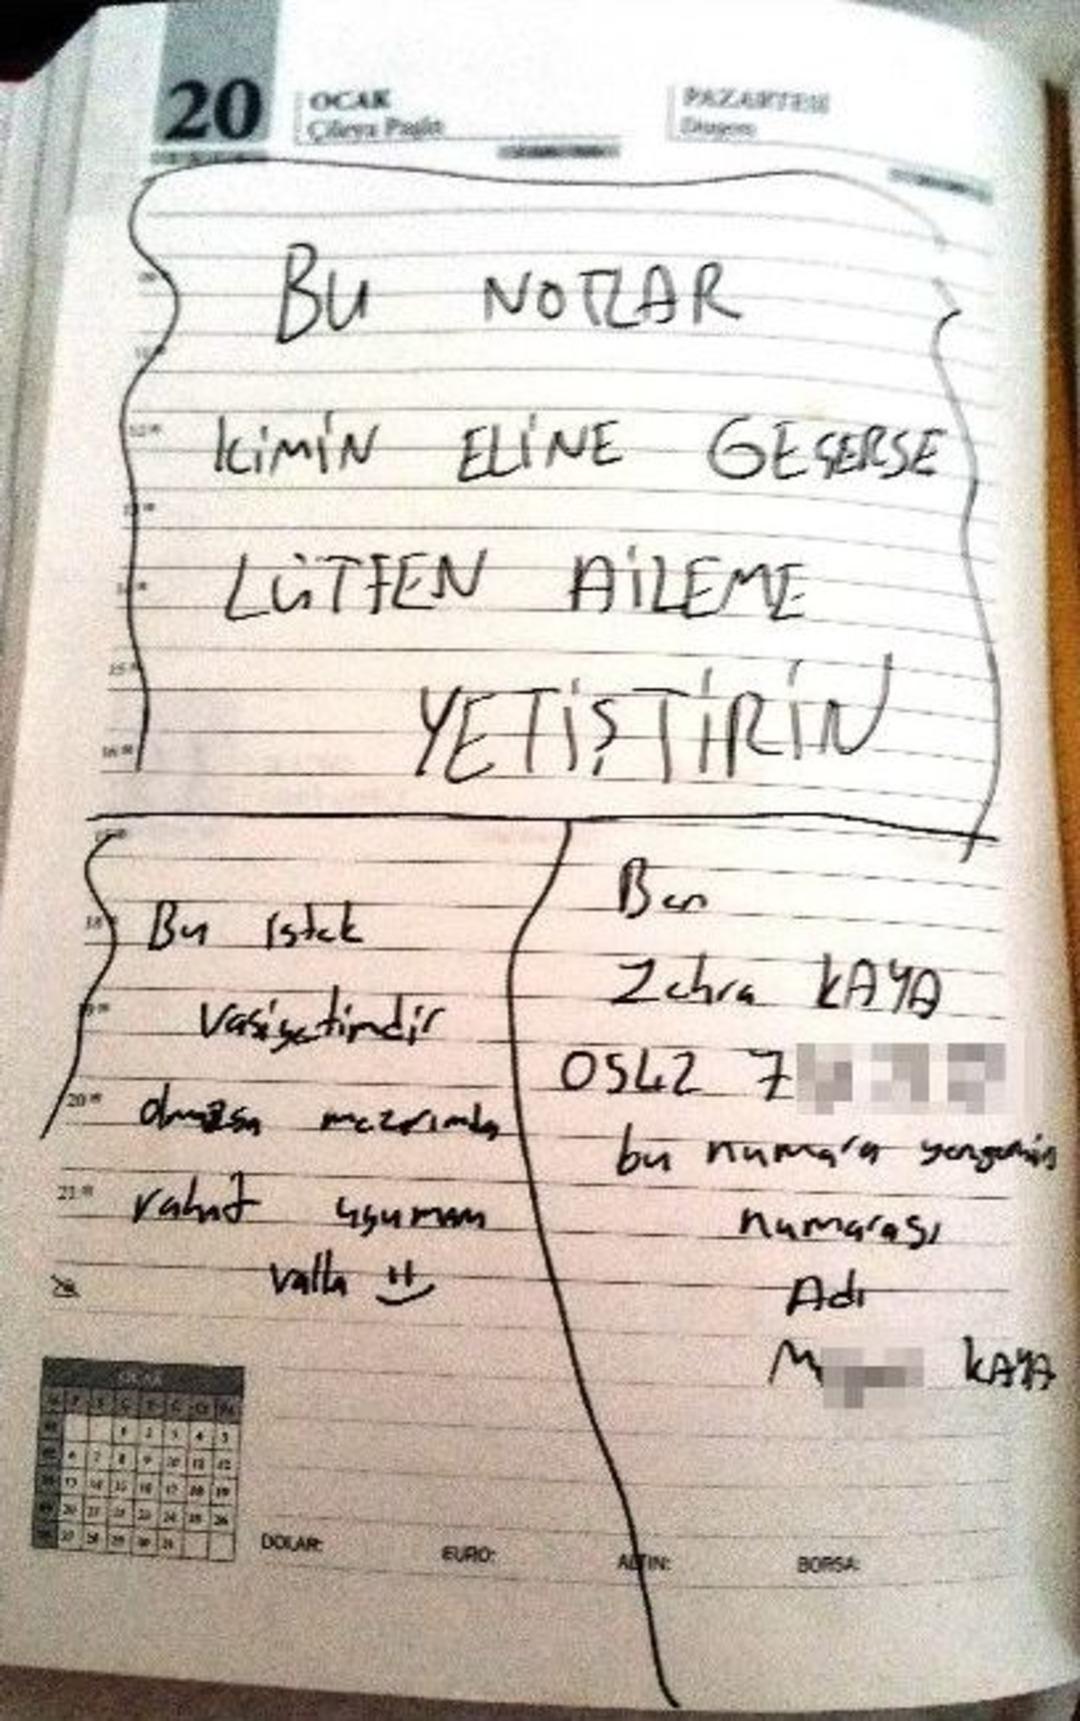 20
OCAK
PAZARTESİ
BU NOTLAR
KİMİN ELİNE GEÇERSE
LÜTFEN AİLEME
YETİŞTİRİN
Bu istek
vasiyetimdir
olmazsa mezarımda
rahat uyumam
valla
Ben
Zehra KAYA
0542 7
bu numara yengemin
numarası
Adı
M KAYA
OCAK
DOLAR:
EURO:
ALTIN:
BORSA: